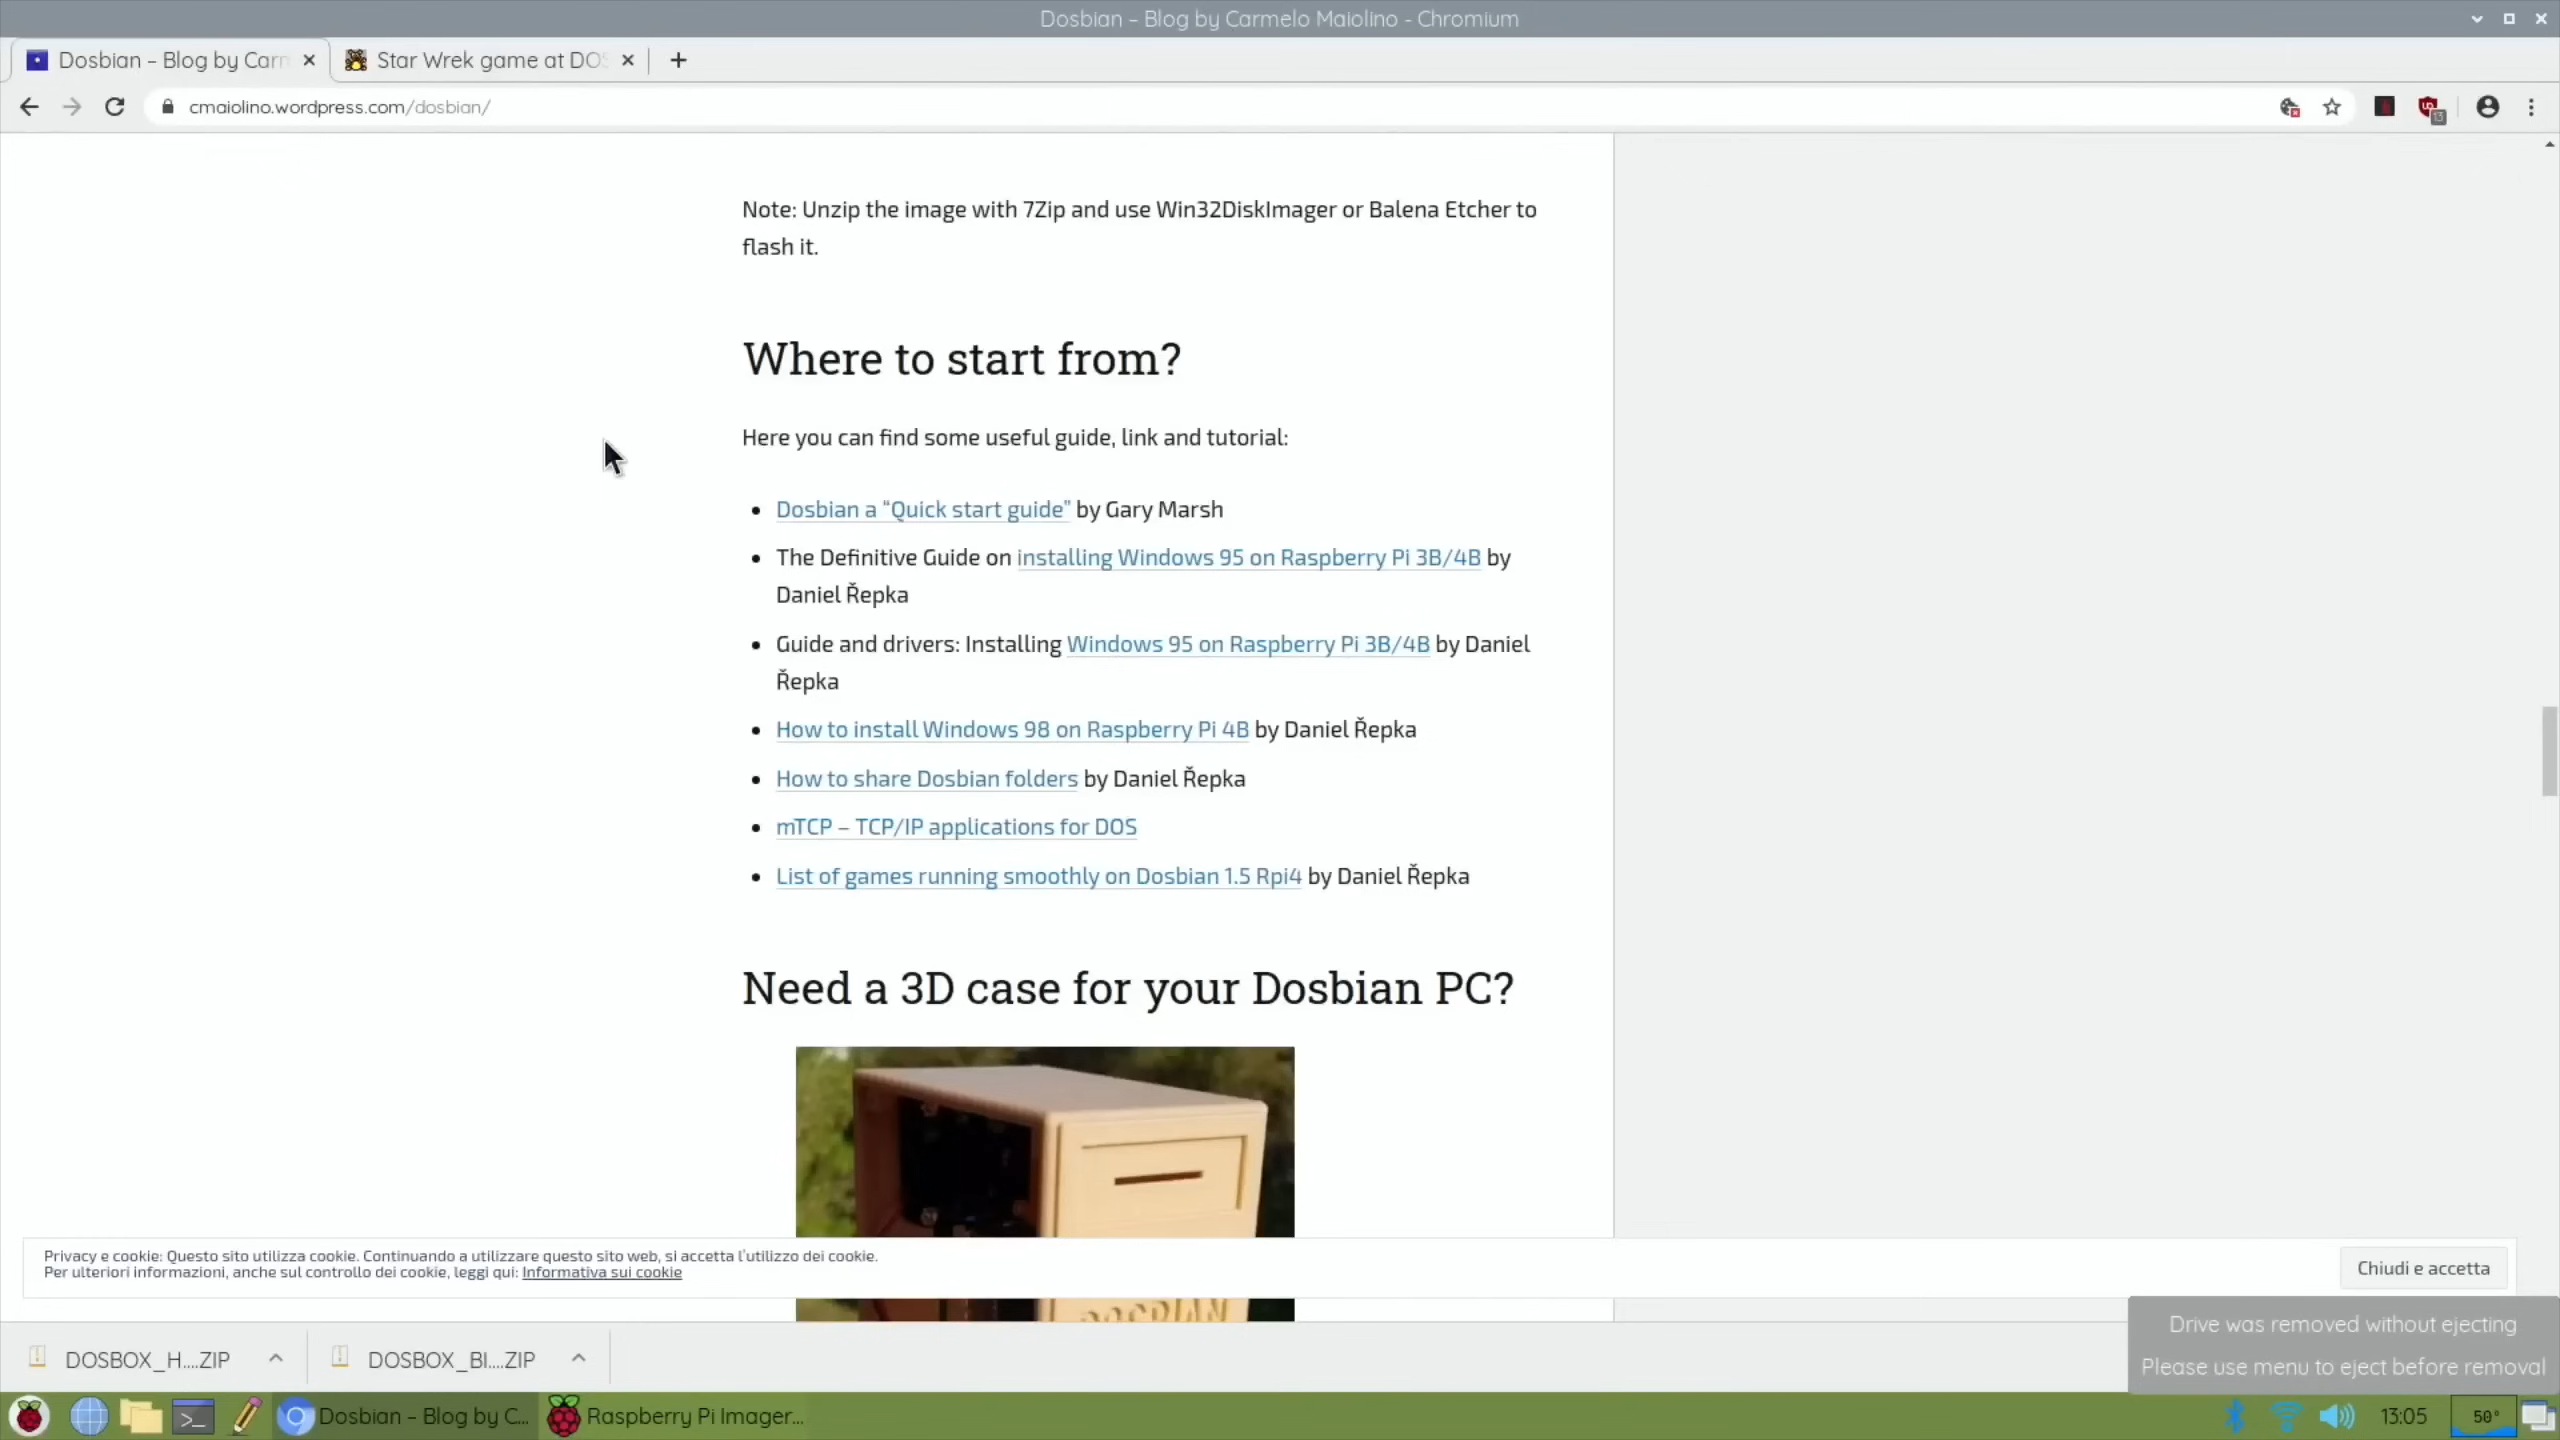 Dosbian – Blog by Carmelo Maiolino - Chromium
Dosbian – Blog by Carm
Star Wrek game at DOS
cmaiolino.wordpress.com/dosbian/
13
Note: Unzip the image with 7Zip and use Win32DiskImager or Balena Etcher to
flash it.
Where to start from?
Here you can find some useful guide, link and tutorial:
Dosbian a “Quick start guide” by Gary Marsh
The Definitive Guide on installing Windows 95 on Raspberry Pi 3B/4B by
Daniel Řepka
Guide and drivers: Installing Windows 95 on Raspberry Pi 3B/4B by Daniel
Řepka
How to install Windows 98 on Raspberry Pi 4B by Daniel Řepka
How to share Dosbian folders by Daniel Řepka
mTCP – TCP/IP applications for DOS
List of games running smoothly on Dosbian 1.5 Rpi4 by Daniel Řepka
Need a 3D case for your Dosbian PC?
Privacy e cookie: Questo sito utilizza cookie. Continuando a utilizzare questo sito web, si accetta l'utilizzo dei cookie.
Per ulteriori informazioni, anche sul controllo dei cookie, leggi qui: Informativa sui cookie
Chiudi e accetta
DOSBIAN
Drive was removed without ejecting
Please use menu to eject before removal
DOSBOX_H....ZIP
DOSBOX_BI....ZIP
Dosbian – Blog by C...
Raspberry Pi Imager...
13:05
50°